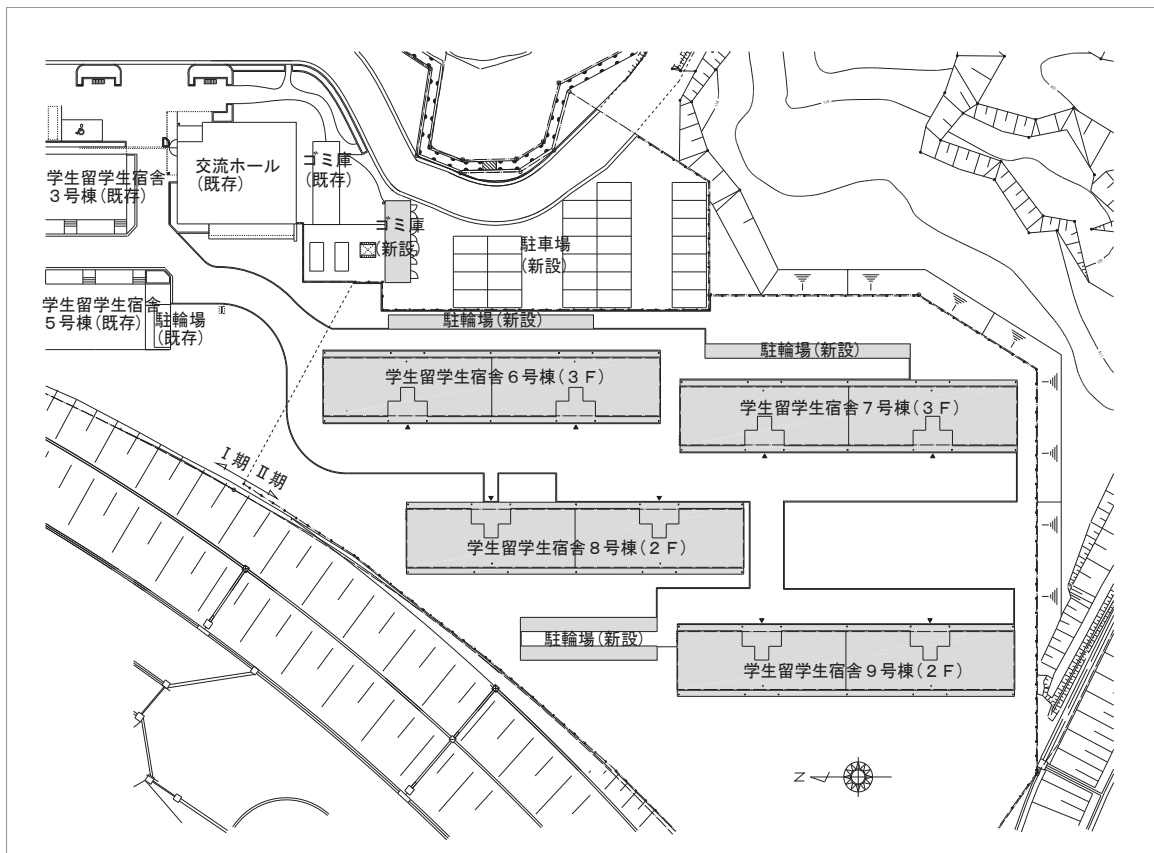 学生留学生宿舎
3号棟(既存)
交流ホール
(既存)
ゴミ庫
(既存)
ゴミ庫
(新設)
駐車場
(新設)
学生留学生宿舎
5号棟(既存)
駐輪場
(既存)
駐輪場(新設)
駐輪場(新設)
学生留学生宿舎6号棟(3F)
学生留学生宿舎7号棟(3F)
Ⅰ期
Ⅱ期
学生留学生宿舎8号棟(2F)
駐輪場(新設)
学生留学生宿舎9号棟(2F)
N